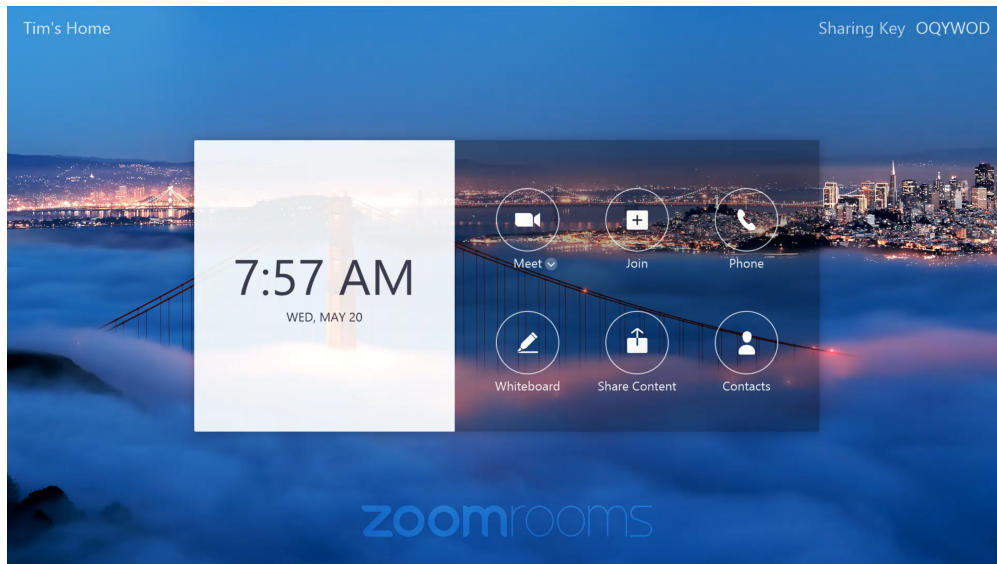 Tim's Home
Sharing Key OQYWOD
7:57 AM
WED, MAY 20
Meet
Join
Phone
Whiteboard
Share Content
Contacts
zoomrooms